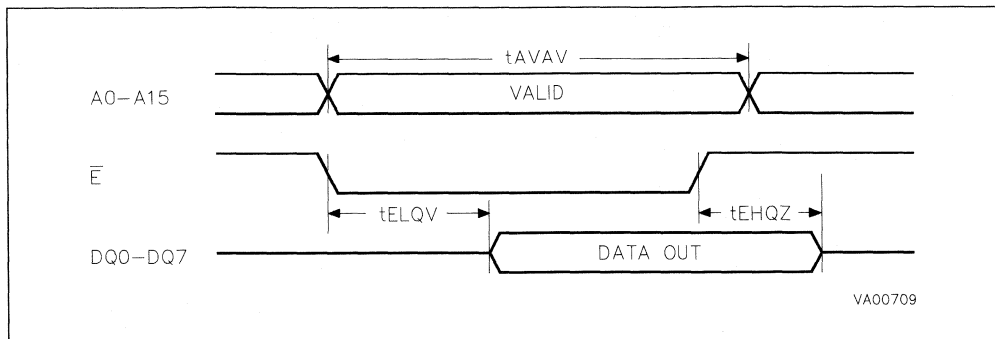 tAVAV
A0-A15
VALID
E̅
tELQV
tEHQZ
DQ0-DQ7
DATA OUT
VA00709